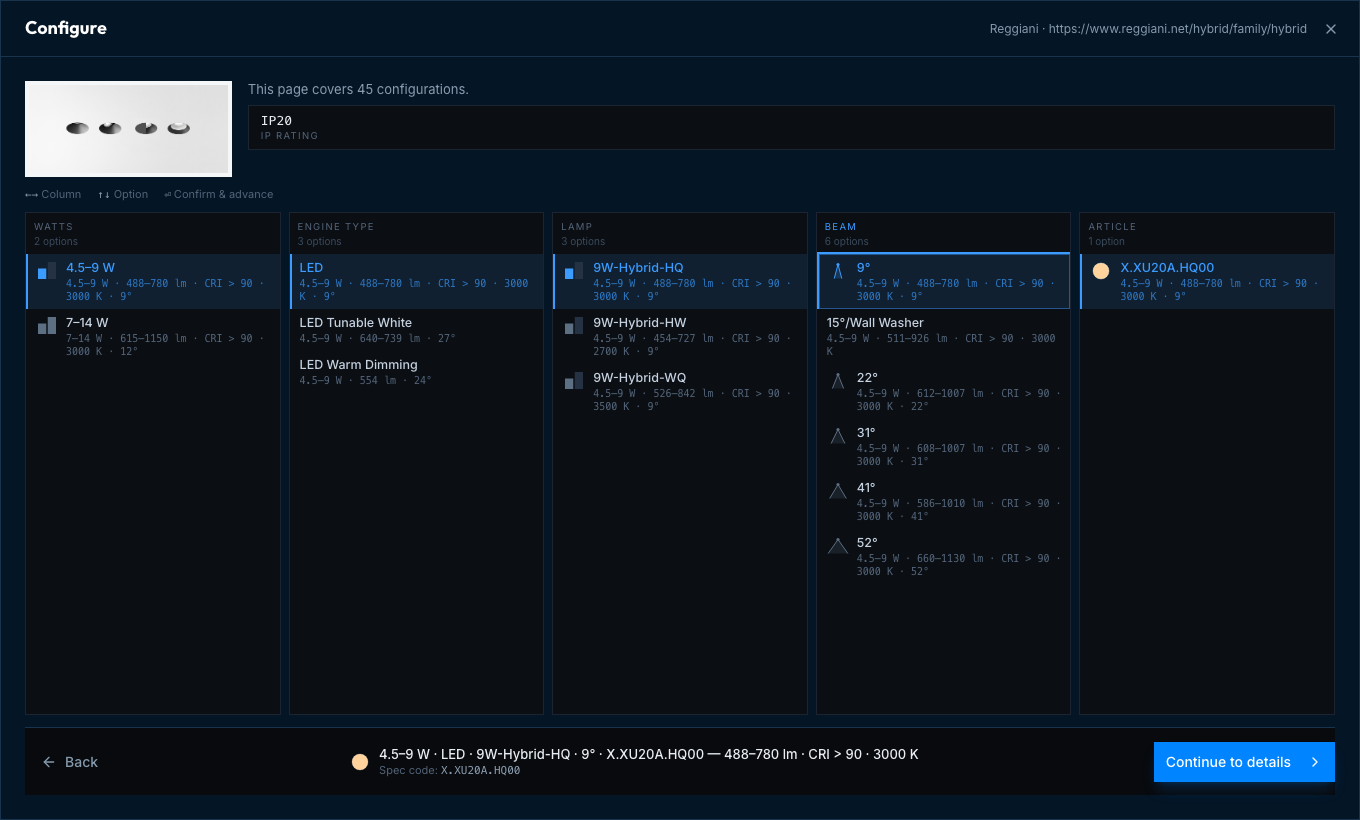 Configure
Reggiani · https://www.reggiani.net/hybrid/family/hybrid
This page covers 45 configurations.
IP20
IP RATING
←→ Column ↑↓ Option ⏎ Confirm & advance
WATTS
2 options
4.5–9 W
4.5–9 W · 488–780 lm · CRI > 90 ·
3000 K · 9°
7–14 W
7–14 W · 615–1150 lm · CRI > 90 ·
3000 K · 12°
ENGINE TYPE
3 options
LED
4.5–9 W · 488–780 lm · CRI > 90 · 3000
K · 9°
LED Tunable White
4.5–9 W · 640–739 lm · 27°
LED Warm Dimming
4.5–9 W · 554 lm · 24°
LAMP
3 options
9W-Hybrid-HQ
4.5–9 W · 488–780 lm · CRI > 90 ·
3000 K · 9°
9W-Hybrid-HW
4.5–9 W · 454–727 lm · CRI > 90 ·
2700 K · 9°
9W-Hybrid-WQ
4.5–9 W · 526–842 lm · CRI > 90 ·
3500 K · 9°
BEAM
6 options
9°
4.5–9 W · 488–780 lm · CRI > 90 ·
3000 K · 9°
15°/Wall Washer
4.5–9 W · 511–926 lm · CRI > 90 · 3000
K
22°
4.5–9 W · 612–1007 lm · CRI > 90 ·
3000 K · 22°
31°
4.5–9 W · 608–1007 lm · CRI > 90 ·
3000 K · 31°
41°
4.5–9 W · 586–1010 lm · CRI > 90 ·
3000 K · 41°
52°
4.5–9 W · 660–1130 lm · CRI > 90 ·
3000 K · 52°
ARTICLE
1 option
X.XU20A.HQ00
4.5–9 W · 488–780 lm · CRI > 90 ·
3000 K · 9°
← Back
4.5–9 W · LED · 9W-Hybrid-HQ · 9° · X.XU20A.HQ00 — 488–780 lm · CRI > 90 · 3000 K
Spec code: X.XU20A.HQ00
Continue to details